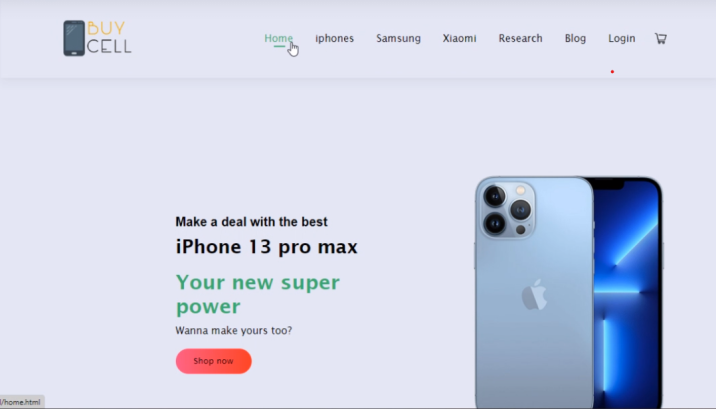 BUY
CELL
Home iphones Samsung Xiaomi Research Blog Login
Make a deal with the best
iPhone 13 pro max
Your new super
power
Wanna make yours too?
Shop now
/home.html